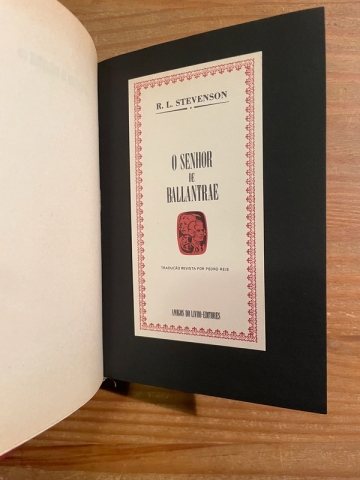 R. L. STEVENSON
O SENHOR
DE
BALLANTRAE
TRADUÇÃO REVISTA POR PEDRO REIS
AMIGOS DO LIVRO-EDITORES